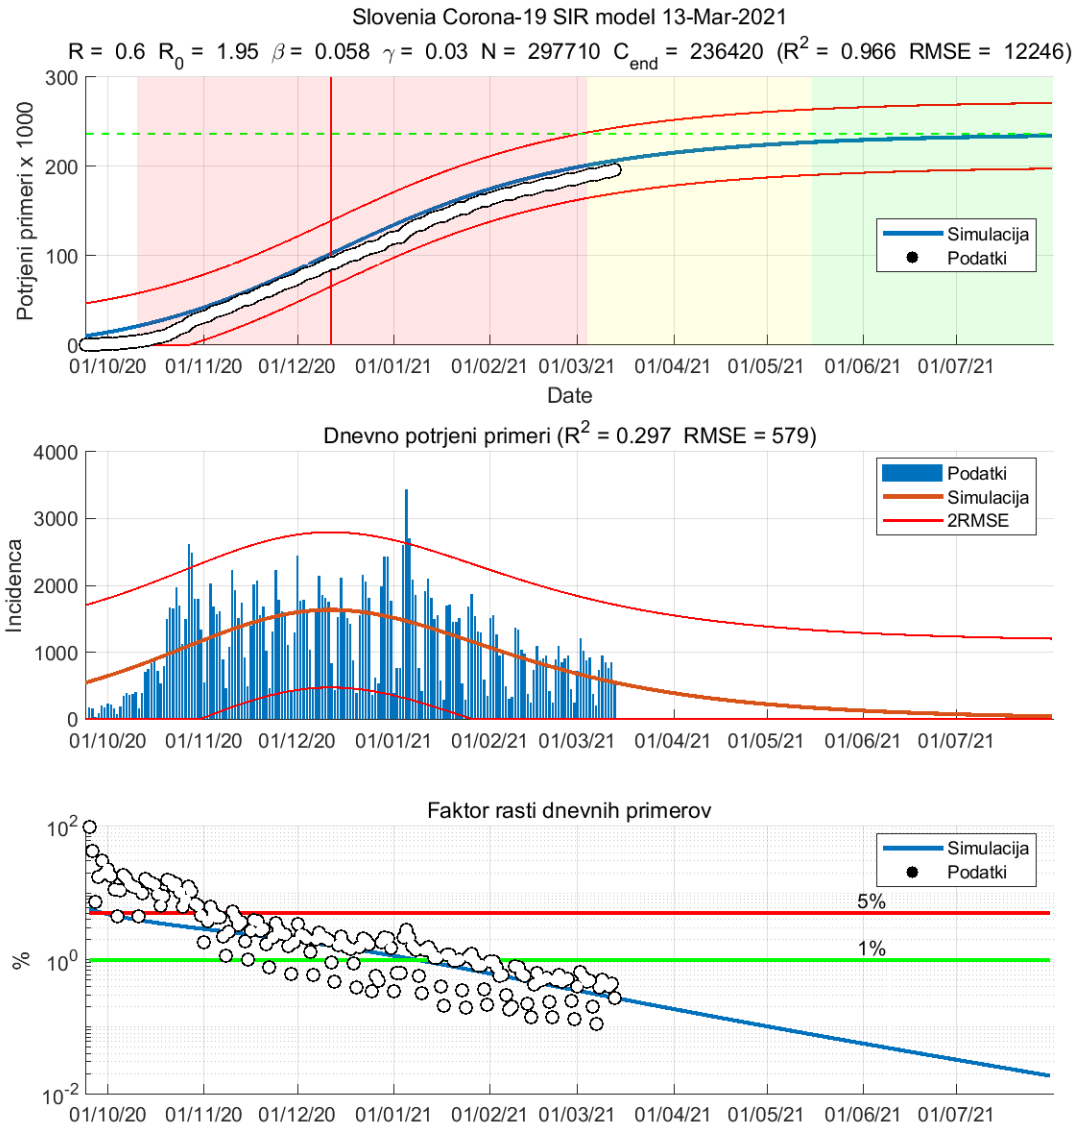 Slovenia Corona-19 SIR model 13-Mar-2021
R = 0.6 R0 = 1.95 β = 0.058 γ = 0.03 N = 297710 Cend = 236420 (R2 = 0.966 RMSE = 12246)
Potrjeni primeri x 1000
300
200
100
0
Simulacija
Podatki
01/10/20 01/11/20 01/12/20 01/01/21 01/02/21 01/03/21 01/04/21 01/05/21 01/06/21 01/07/21
Date
Dnevno potrjeni primeri (R2 = 0.297 RMSE = 579)
Incidenca
4000
3000
2000
1000
0
Podatki
Simulacija
2RMSE
01/10/20 01/11/20 01/12/20 01/01/21 01/02/21 01/03/21 01/04/21 01/05/21 01/06/21 01/07/21
Faktor rasti dnevnih primerov
%
10^2
10^0
10^-2
Simulacija
Podatki
5%
1%
01/10/20 01/11/20 01/12/20 01/01/21 01/02/21 01/03/21 01/04/21 01/05/21 01/06/21 01/07/21